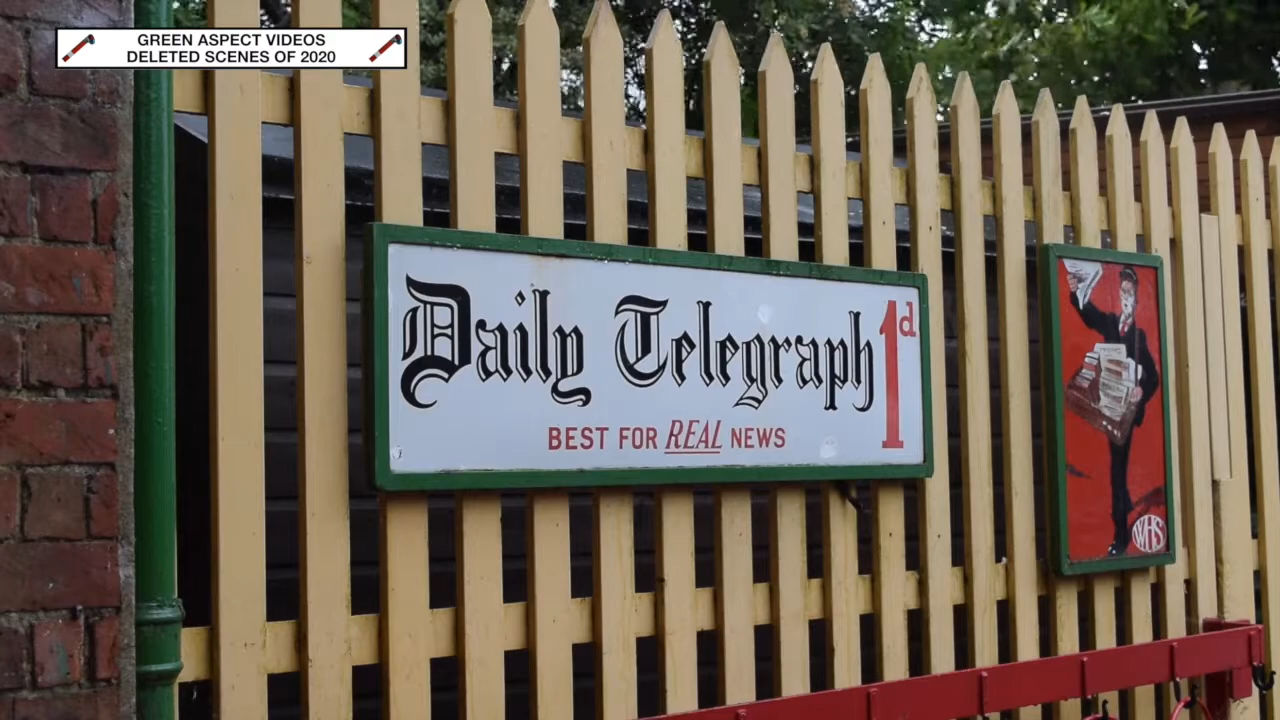 GREEN ASPECT VIDEOS
DELETED SCENES OF 2020
Daily Telegraph 1d
BEST FOR REAL NEWS
WHS